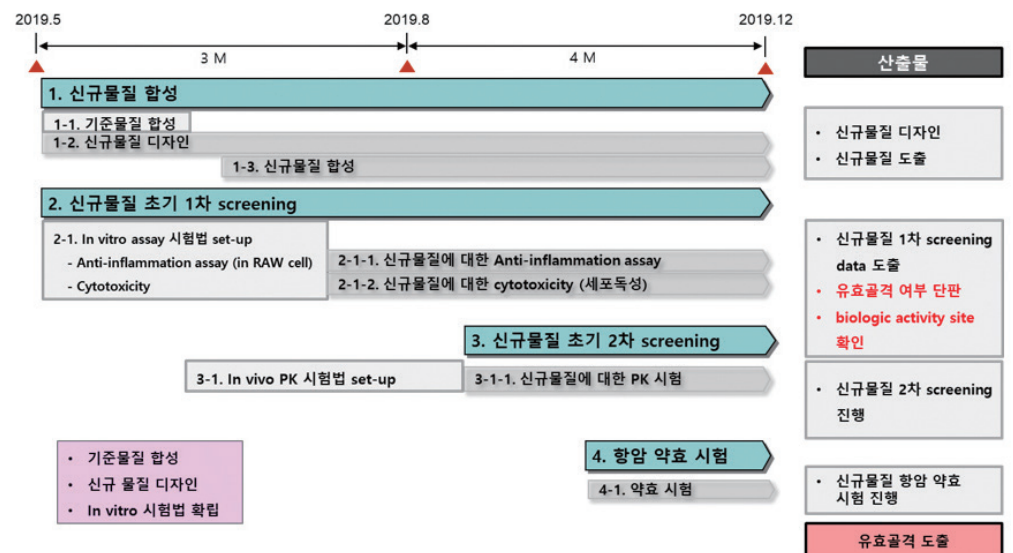 2019.5
2019.8
2019.12
3 M
4 M
산출물
1. 신규물질 합성
1-1. 기준물질 합성
1-2. 신규물질 디자인
1-3. 신규물질 합성
• 신규물질 디자인
• 신규물질 도출
2. 신규물질 초기 1차 screening
2-1. In vitro assay 시험법 set-up
- Anti-inflammation assay (in RAW cell)
- Cytotoxicity
2-1-1. 신규물질에 대한 Anti-inflammation assay
2-1-2. 신규물질에 대한 cytotoxicity (세포독성)
• 신규물질 1차 screening
data 도출
• 유효골격 여부 단판
• biologic activity site
확인
3. 신규물질 초기 2차 screening
3-1. In vivo PK 시험법 set-up
3-1-1. 신규물질에 대한 PK 시험
• 신규물질 2차 screening
진행
• 기준물질 합성
• 신규 물질 디자인
• In vitro 시험법 확립
4. 항암 약효 시험
4-1. 약효 시험
• 신규물질 항암 약효
시험 진행
유효골격 도출